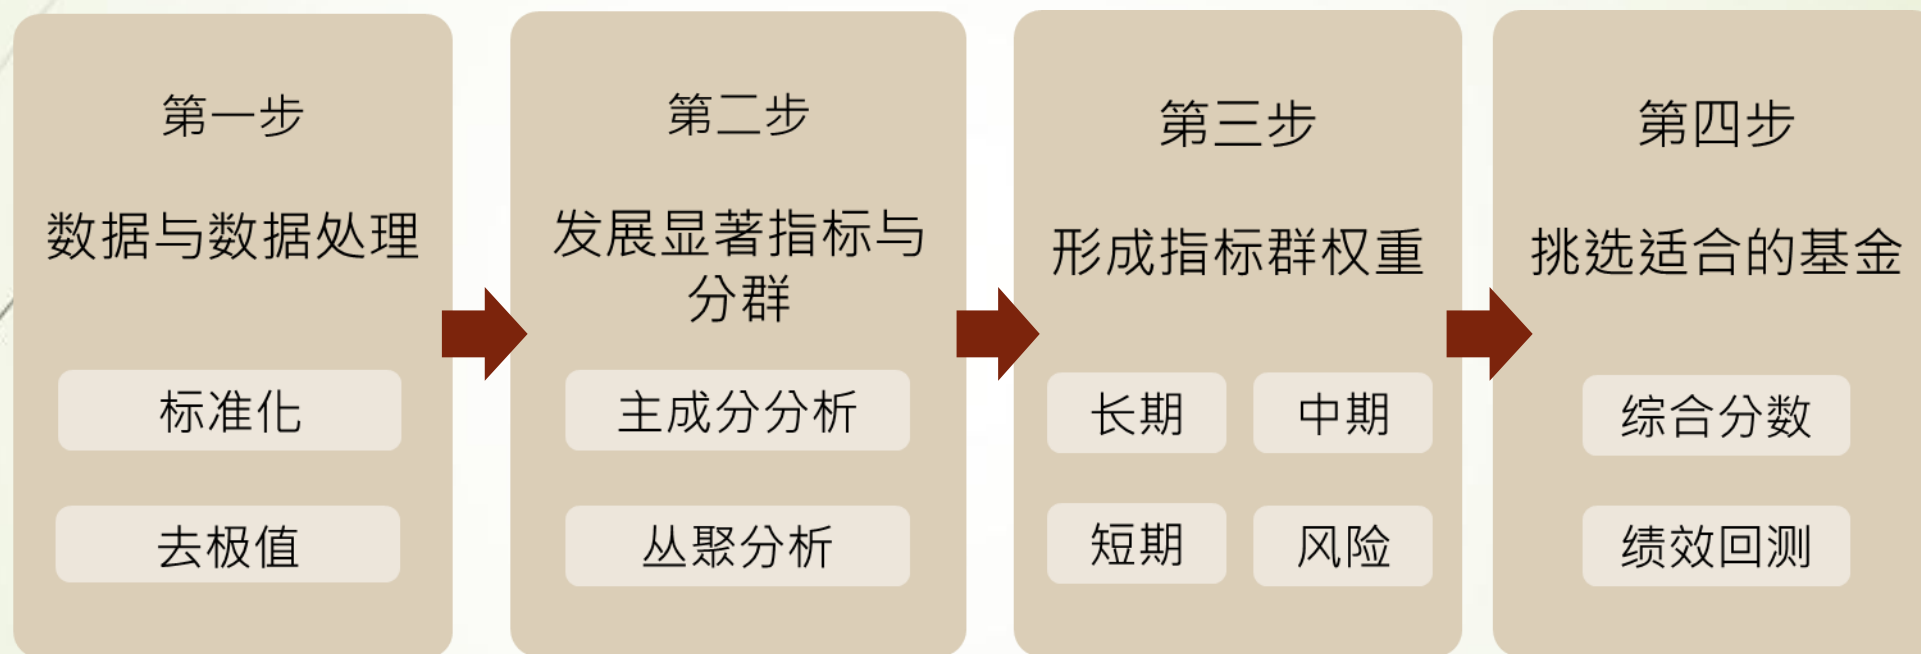 第一步
数据与数据处理
标准化
去极值
第二步
发展显著指标与
分群
主成分分析
丛聚分析
第三步
形成指标群权重
长期
中期
短期
风险
第四步
挑选适合的基金
综合分数
绩效回测